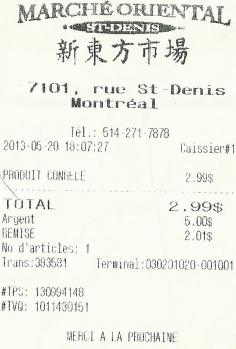 MARCHÉ ORIENTAL
ST-DENIS
新東方市場
7101, rue St-Denis
Montréal
Tél.: 514-271-7878
2013-05-20 18:07:27 Caissier#1
PRODUIT CONGELE 2.99$
TOTAL 2.99$
Argent 5.00$
REMISE 2.01$
No d'articles: 1
Trans:393581 Terminal:030201020-001001
#TPS: 130994148
#TVQ: 1011430151
MERCI A LA PROCHAINE